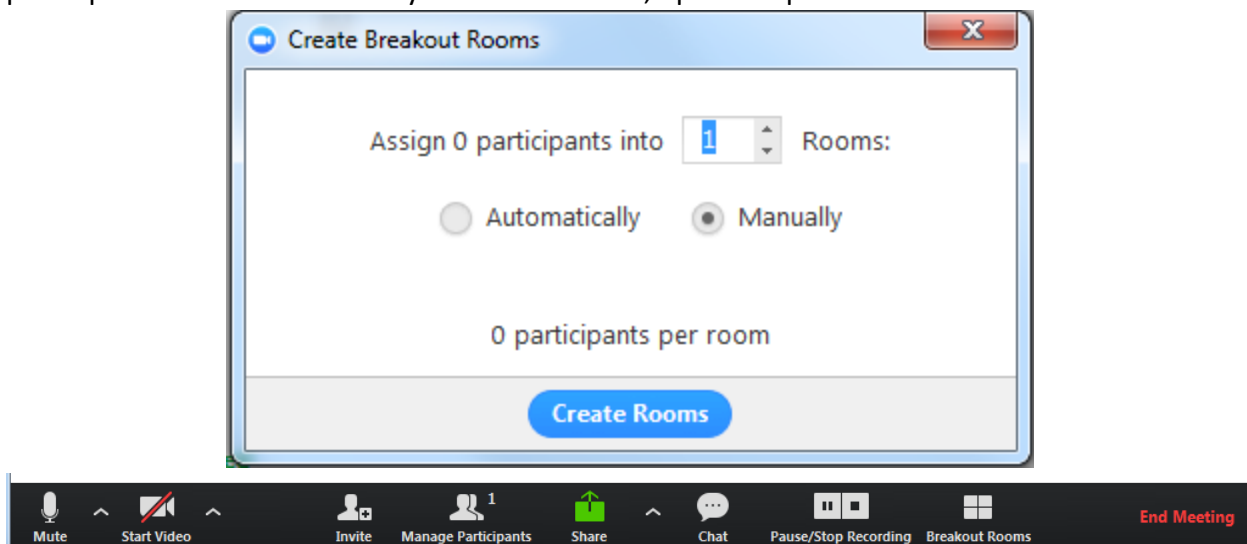 Create Breakout Rooms
Assign 0 participants into 1 Rooms:
Automatically Manually
0 participants per room
Create Rooms
1
Mute Start Video Invite Manage Participants Share Chat Pause/Stop Recording Breakout Rooms End Meeting